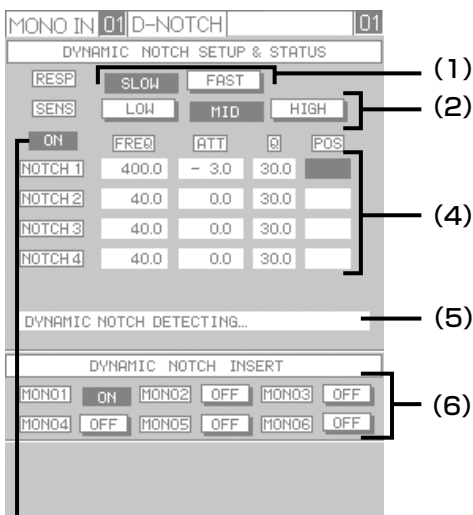 MONO IN 01 D-NOTCH 01
DYNAMIC NOTCH SETUP & STATUS
RESP SLOW FAST (1)
SENS LOW MID HIGH (2)
ON FREQ ATT Q POS
NOTCH 1 400.0 - 3.0 30.0
NOTCH 2 40.0 0.0 30.0
(4)
NOTCH 3 40.0 0.0 30.0
NOTCH 4 40.0 0.0 30.0
DYNAMIC NOTCH DETECTING... (5)
DYNAMIC NOTCH INSERT
MONO1 ON MONO2 OFF MONO3 OFF
(6)
MONO4 OFF MONO5 OFF MONO6 OFF